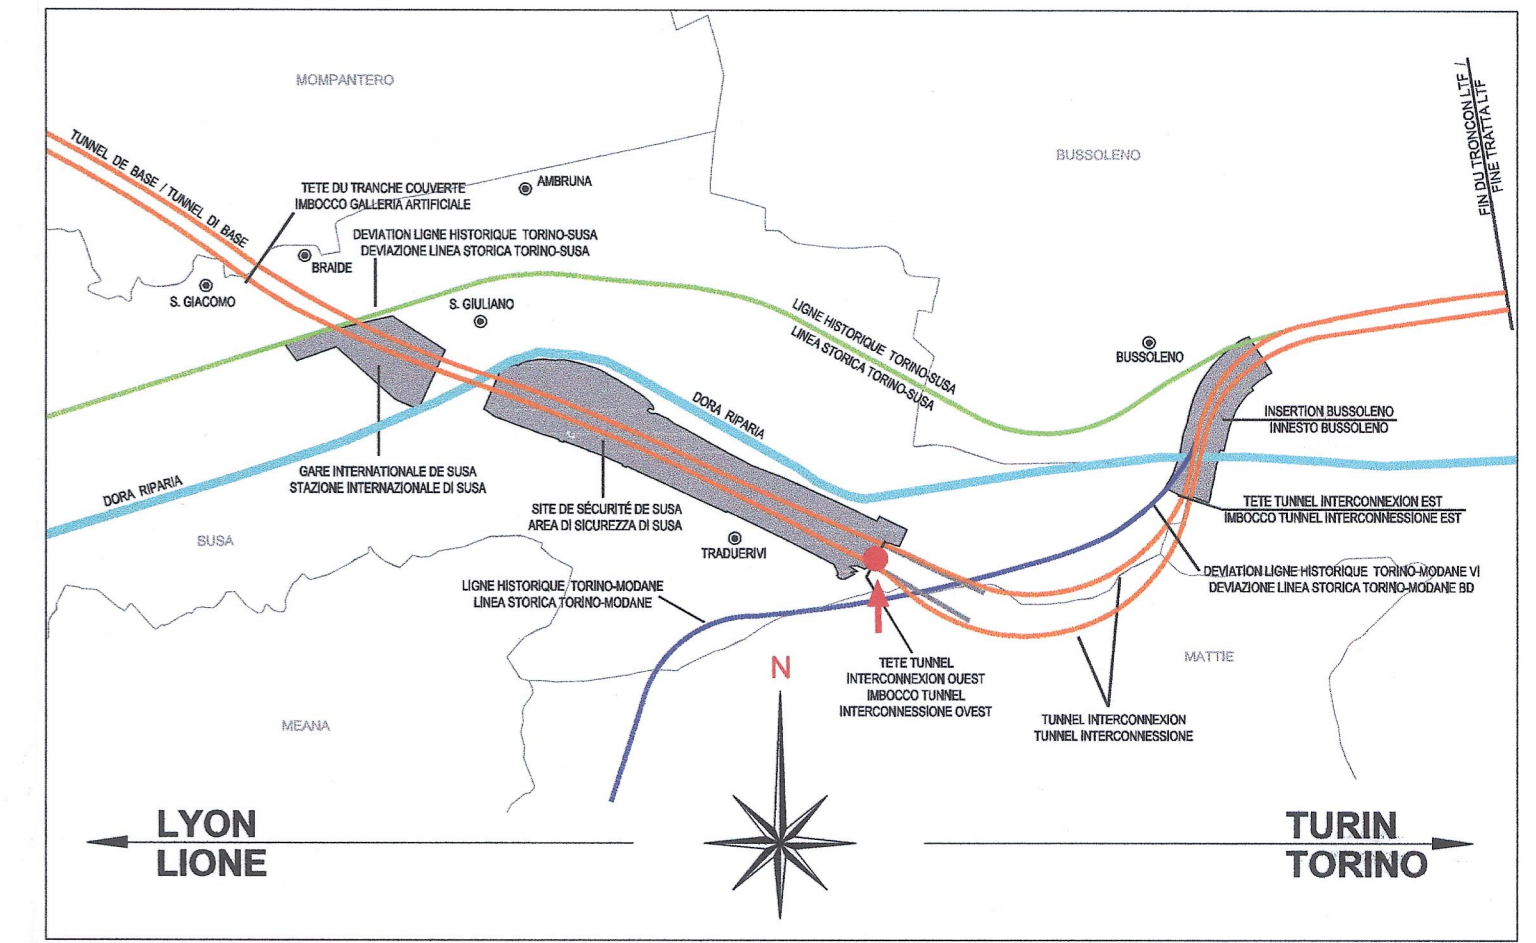 MOMPANTERO
BUSSOLENO
FIN DU TRONCON LTF /
FINE TRATTA LTF
TUNNEL DE BASE / TUNNEL DI BASE
TETE DU TRANCHE COUVERTE
IMBOCCO GALLERIA ARTIFICIALE
AMBRUNA
DEVIATION LIGNE HISTORIQUE TORINO-SUSA
DEVIAZIONE LINEA STORICA TORINO-SUSA
BRAIDE
S. GIACOMO
S. GIULIANO
LIGNE HISTORIQUE TORINO-SUSA
LINEA STORICA TORINO-SUSA
BUSSOLENO
DORA RIPARIA
INSERTION BUSSOLENO
INNESTO BUSSOLENO
GARE INTERNATIONALE DE SUSA
STAZIONE INTERNAZIONALE DI SUSA
DORA RIPARIA
SITE DE SÉCURITÉ DE SUSA
AREA DI SICUREZZA DI SUSA
TETE TUNNEL INTERCONNEXION EST
IMBOCCO TUNNEL INTERCONNESSIONE EST
SUSA
TRADUERIVI
LIGNE HISTORIQUE TORINO-MODANE
LINEA STORICA TORINO-MODANE
DEVIATION LIGNE HISTORIQUE TORINO-MODANE VI
DEVIAZIONE LINEA STORICA TORINO-MODANE BD
MATTIE
N
TETE TUNNEL
INTERCONNEXION OUEST
IMBOCCO TUNNEL
INTERCONNESSIONE OVEST
MEANA
TUNNEL INTERCONNEXION
TUNNEL INTERCONNESSIONE
LYON
LIONE
TURIN
TORINO